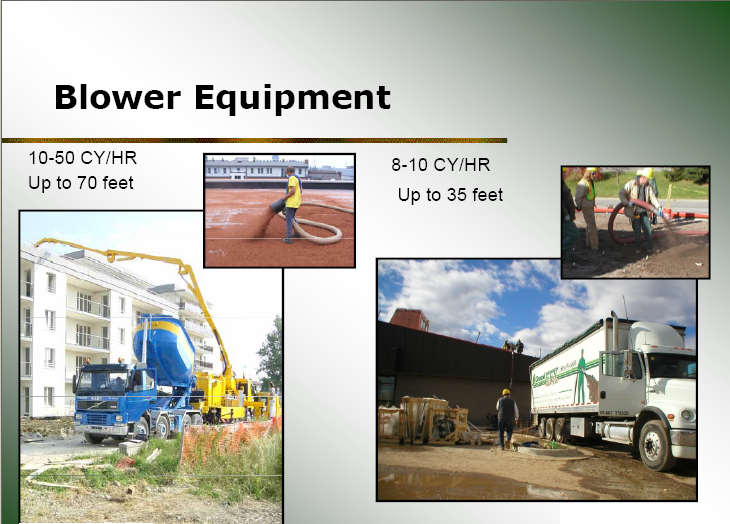 Blower Equipment
10-50 CY/HR
Up to 70 feet
8-10 CY/HR
Up to 35 feet